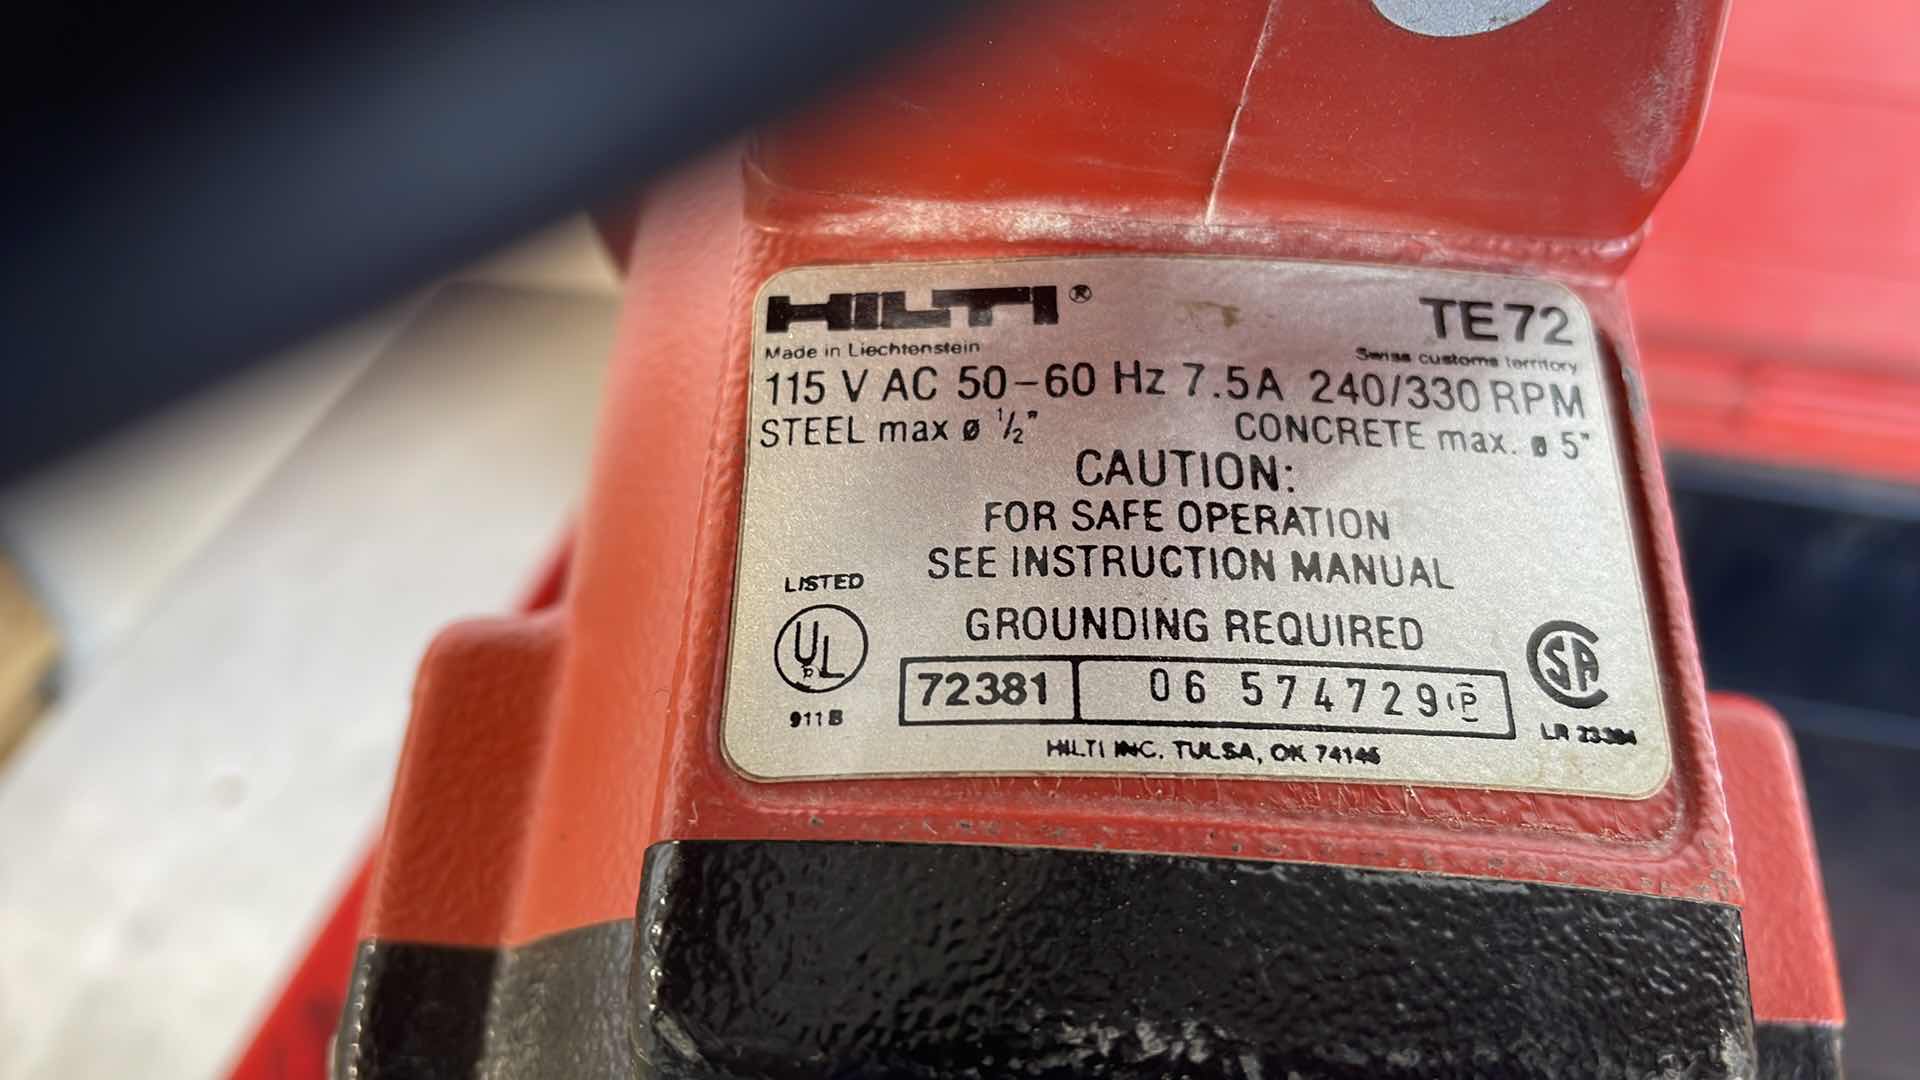 HILTI® TE72
Made in Liechtenstein Swiss customs territory
115 V AC 50–60 Hz 7.5A 240/330 RPM
STEEL max ø 1/2" CONCRETE max. ø 5"
CAUTION:
FOR SAFE OPERATION
SEE INSTRUCTION MANUAL
GROUNDING REQUIRED
LISTED
UL
911B
72381 06 574729 P
SA
LR
HILTI INC. TULSA, OK 74146